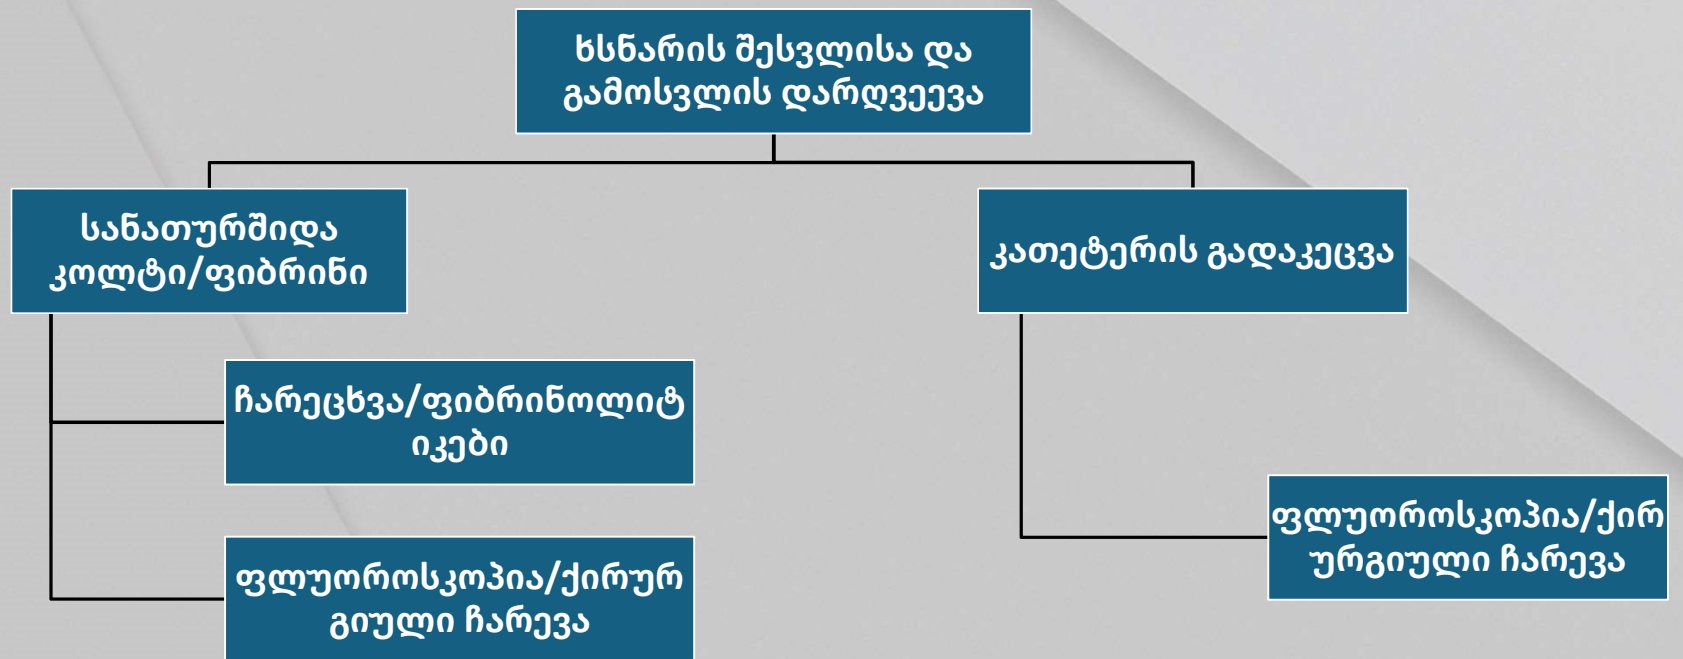 ხსნარის შესვლისა და
გამოსვლის დარღვეევა
სანათურშიდა
კოლტი/ფიბრინი
კათეტერის გადაკეცვა
ჩარეცხვა/ფიბრინოლიტ
იკები
ფლუოროსკოპია/ქირურ
გიული ჩარევა
ფლუოროსკოპია/ქირ
ურგიული ჩარევა